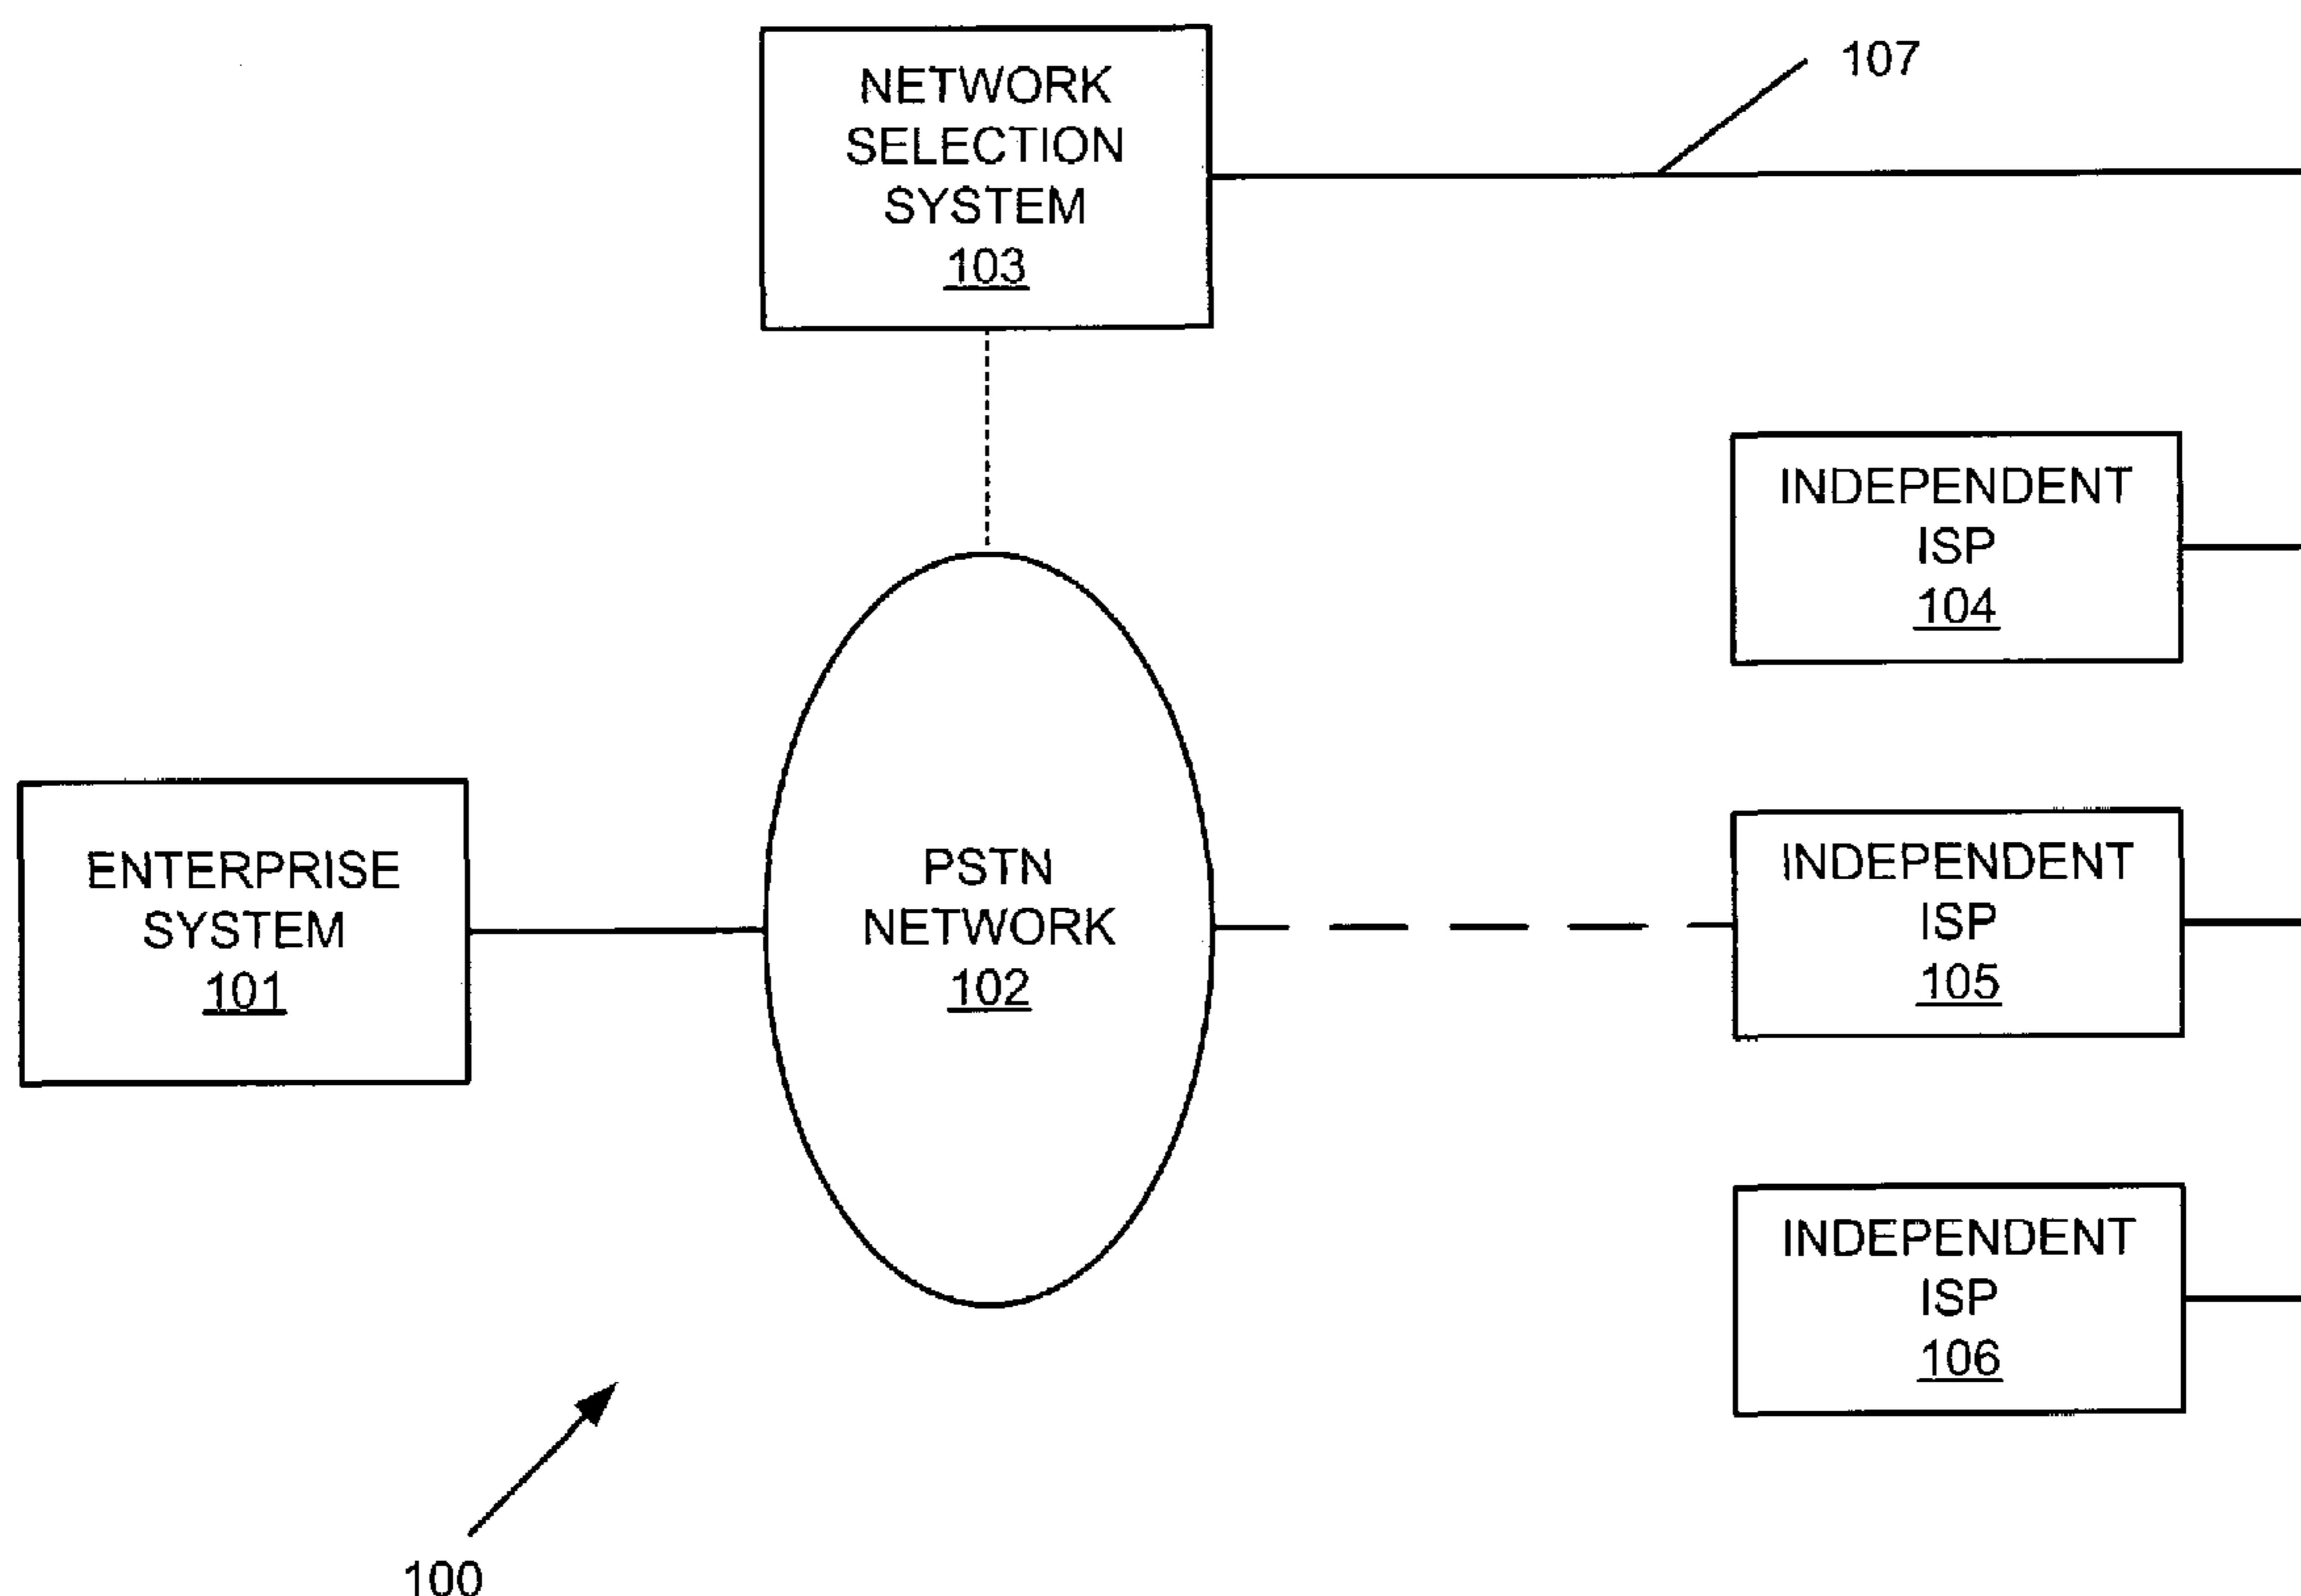 NETWORK
SELECTION
SYSTEM
103
107
INDEPENDENT
ISP
104
ENTERPRISE
SYSTEM
101
PSTN
NETWORK
102
INDEPENDENT
ISP
105
INDEPENDENT
ISP
106
100